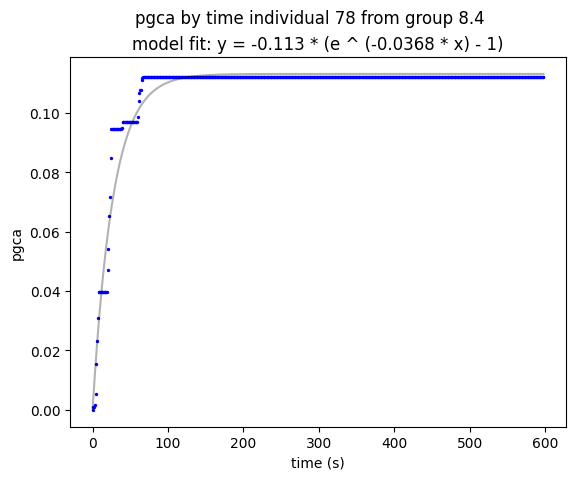 pgca by time individual 78 from group 8.4
model fit: y = -0.113 * (e ^ (-0.0368 * x) - 1)
pgca
0.10
0.08
0.06
0.04
0.02
0.00
0 100 200 300 400 500 600
time (s)